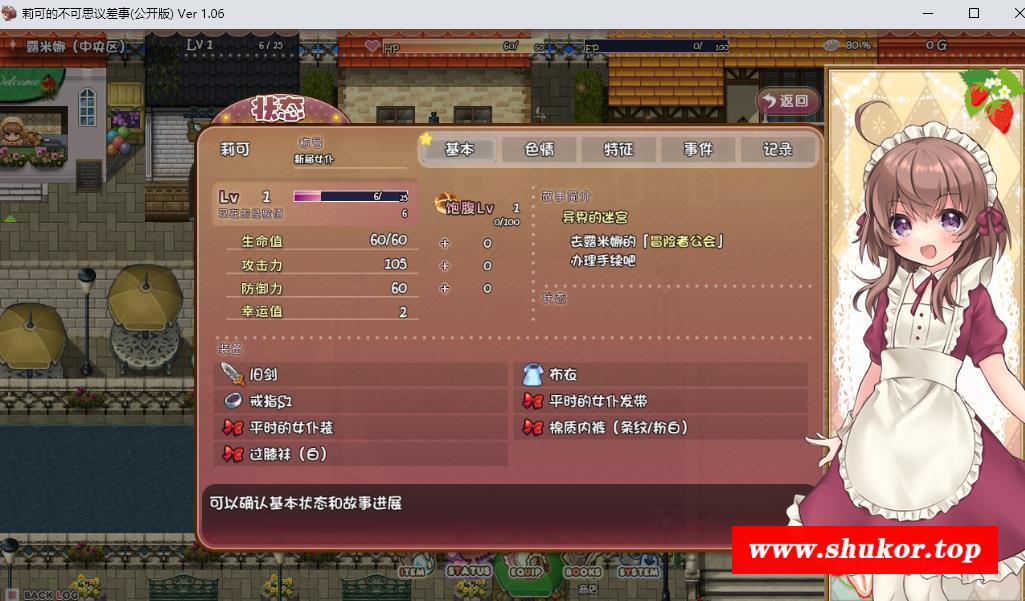 莉可的不可思议差事(公开版) Ver 1.06
露米娜（中央区） LV 1 6/ 25 HP 60/ 60 EP 0/ 100 80 % 0 G
Welcome
状态
返回
莉可 称号
新届女仆
基本 色情 特征 事件 记录
Lv 1 6/ 25
现在的经验值 6
饱腹Lv 1
0/100
生命值 60/60 + 0
攻击力 105 + 0
防御力 60 + 0
幸运值 2
故事简介
异界的迷宫
去露米娜的「冒险者公会」
办理手续吧
状态
装备
旧剑 布衣
戒指S1 平时的女仆发带
平时的女仆装 棉质内裤（条纹/粉白）
过膝袜（白）
可以确认基本状态和故事进展
www.shukor.top
ITEM STATUS EQUIP BOOKS SYSTEM
商店
BACK LOG